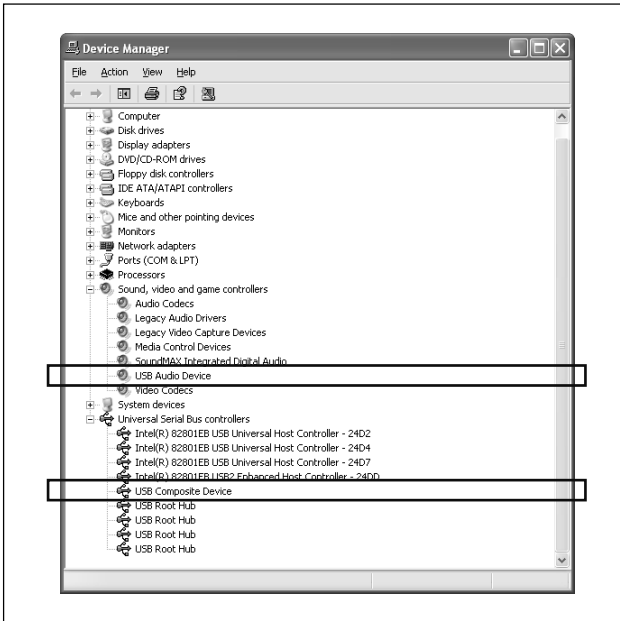 Device Manager
File Action View Help
Computer
Disk drives
Display adapters
DVD/CD-ROM drives
Floppy disk controllers
IDE ATA/ATAPI controllers
Keyboards
Mice and other pointing devices
Monitors
Network adapters
Ports (COM & LPT)
Processors
Sound, video and game controllers
Audio Codecs
Legacy Audio Drivers
Legacy Video Capture Devices
Media Control Devices
SoundMAX Integrated Digital Audio
USB Audio Device
Video Codecs
System devices
Universal Serial Bus controllers
Intel(R) 82801EB USB Universal Host Controller - 24D2
Intel(R) 82801EB USB Universal Host Controller - 24D4
Intel(R) 82801EB USB Universal Host Controller - 24D7
Intel(R) 82801EB USB2 Enhanced Host Controller - 24DD
USB Composite Device
USB Root Hub
USB Root Hub
USB Root Hub
USB Root Hub